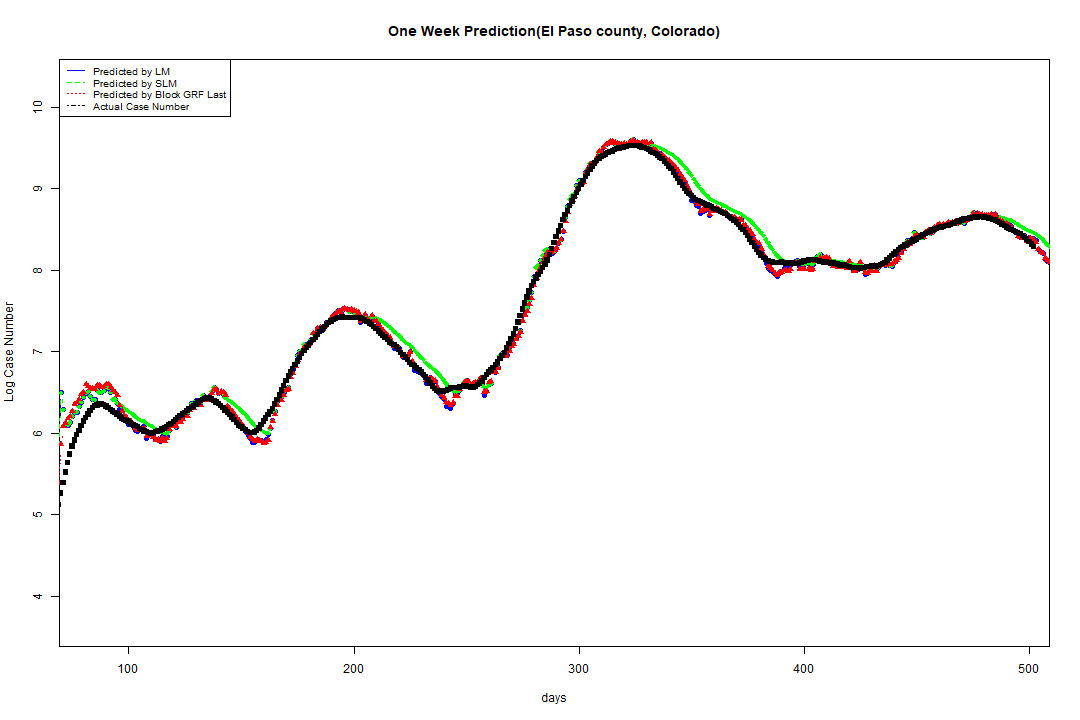 One Week Prediction(El Paso county, Colorado)
Predicted by LM
Predicted by SLM
Predicted by Block GRF Last
Actual Case Number
10
9
8
7
6
5
4
Log Case Number
100 200 300 400 500
days